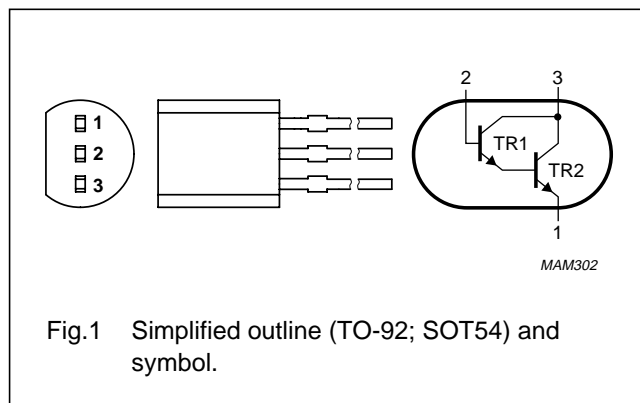 1
2
3
2 3
TR1
TR2
1
MAM302
Fig.1 Simplified outline (TO-92; SOT54) and
symbol.